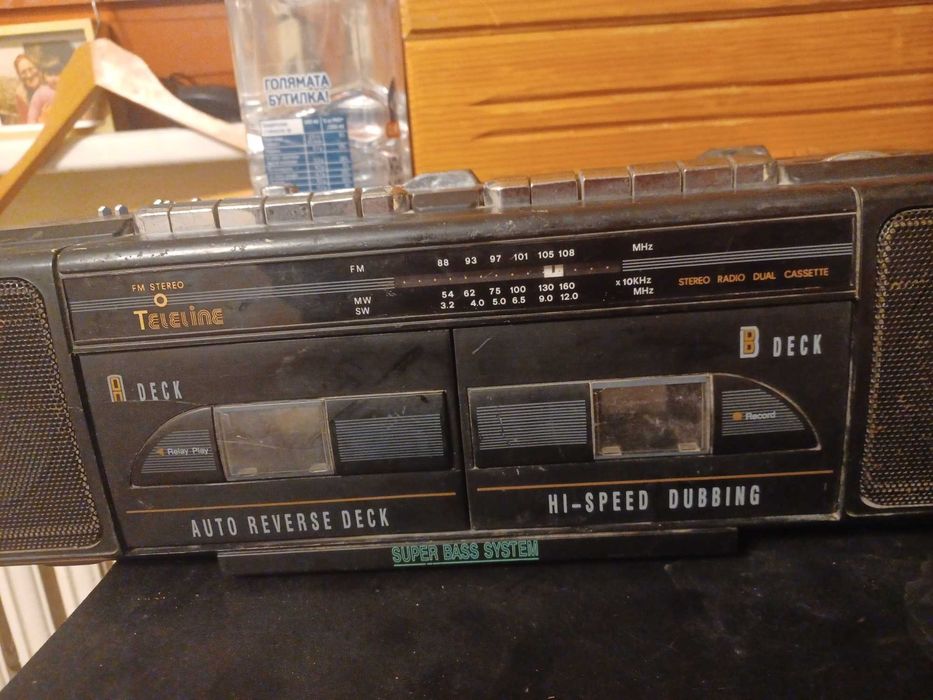 ГОЛЯМАТА
БУТИЛКА!
FM 88 93 97 101 105 108 MHz
FM STEREO
TELELINE
MW 54 62 75 100 130 160 x 10KHz
SW 3.2 4.0 5.0 6.5 9.0 12.0 MHz
STEREO RADIO DUAL CASSETTE
A DECK
B DECK
Relay Play
Record
AUTO REVERSE DECK
HI-SPEED DUBBING
SUPER BASS SYSTEM